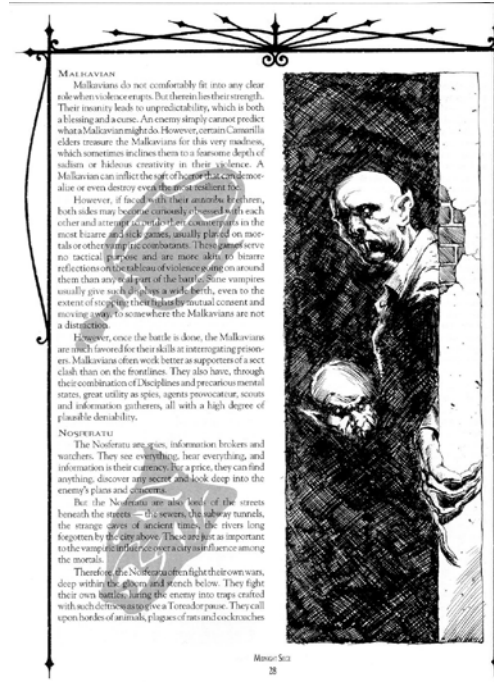 MALKAVIAN
Malkavians do not comfortably fit into any clear
role when violence erupts. But therein lies their strength.
Their insanity leads to unpredictability, which is both
a blessing and a curse. An enemy simply cannot predict
what a Malkavian might do. However, certain Camarilla
elders treasure the Malkavians for this very madness,
which sometimes inclines them to a fearsome depth of
sadism or hideous creativity in their violence. A
Malkavian can inflict the sort of horror that can demor-
alize or even destroy even the most resilient foe.
However, if faced with their antitribu brethren,
both sides may become curiously obsessed with each
other and attempt to outdo their counterparts in the
most bizarre and sick games, usually played on mor-
tals or other vampiric combatants. These games serve
no tactical purpose and are more akin to bizarre
reflections on the tableau of violence going on around
them than any real part of the battle. Sane vampires
usually give such displays a wide berth, even to the
extent of stopping their fights by mutual consent and
moving away, to somewhere the Malkavians are not
a distraction.
However, once the battle is done, the Malkavians
are much favored for their skills at interrogating prison-
ers. Malkavians often work better as supporters of a sect
clash than on the frontlines. They also have, through
their combination of Disciplines and precarious mental
states, great utility as spies, agents provocateur, scouts
and information gatherers, all with a high degree of
plausible deniability.
NOSFERATU
The Nosferatu are spies, information brokers and
watchers. They see everything, hear everything, and
information is their currency. For a price, they can find
anything, discover any secret and look deep into the
enemy's plans and concerns.
But the Nosferatu are also lords of the streets
beneath the streets — the sewers, the subway tunnels,
the strange caves of ancient times, the rivers long
forgotten by the city above. These are just as important
to the vampiric influence over a city as influence among
the mortals.
Therefore, the Nosferatu often fight their own wars,
deep within the gloom and stench below. They fight
their own battles, luring the enemy into traps crafted
with such deftness as to give a Toreador pause. They call
upon hordes of animals, plagues of rats and cockroaches
MIDNIGHT SIEGE
28